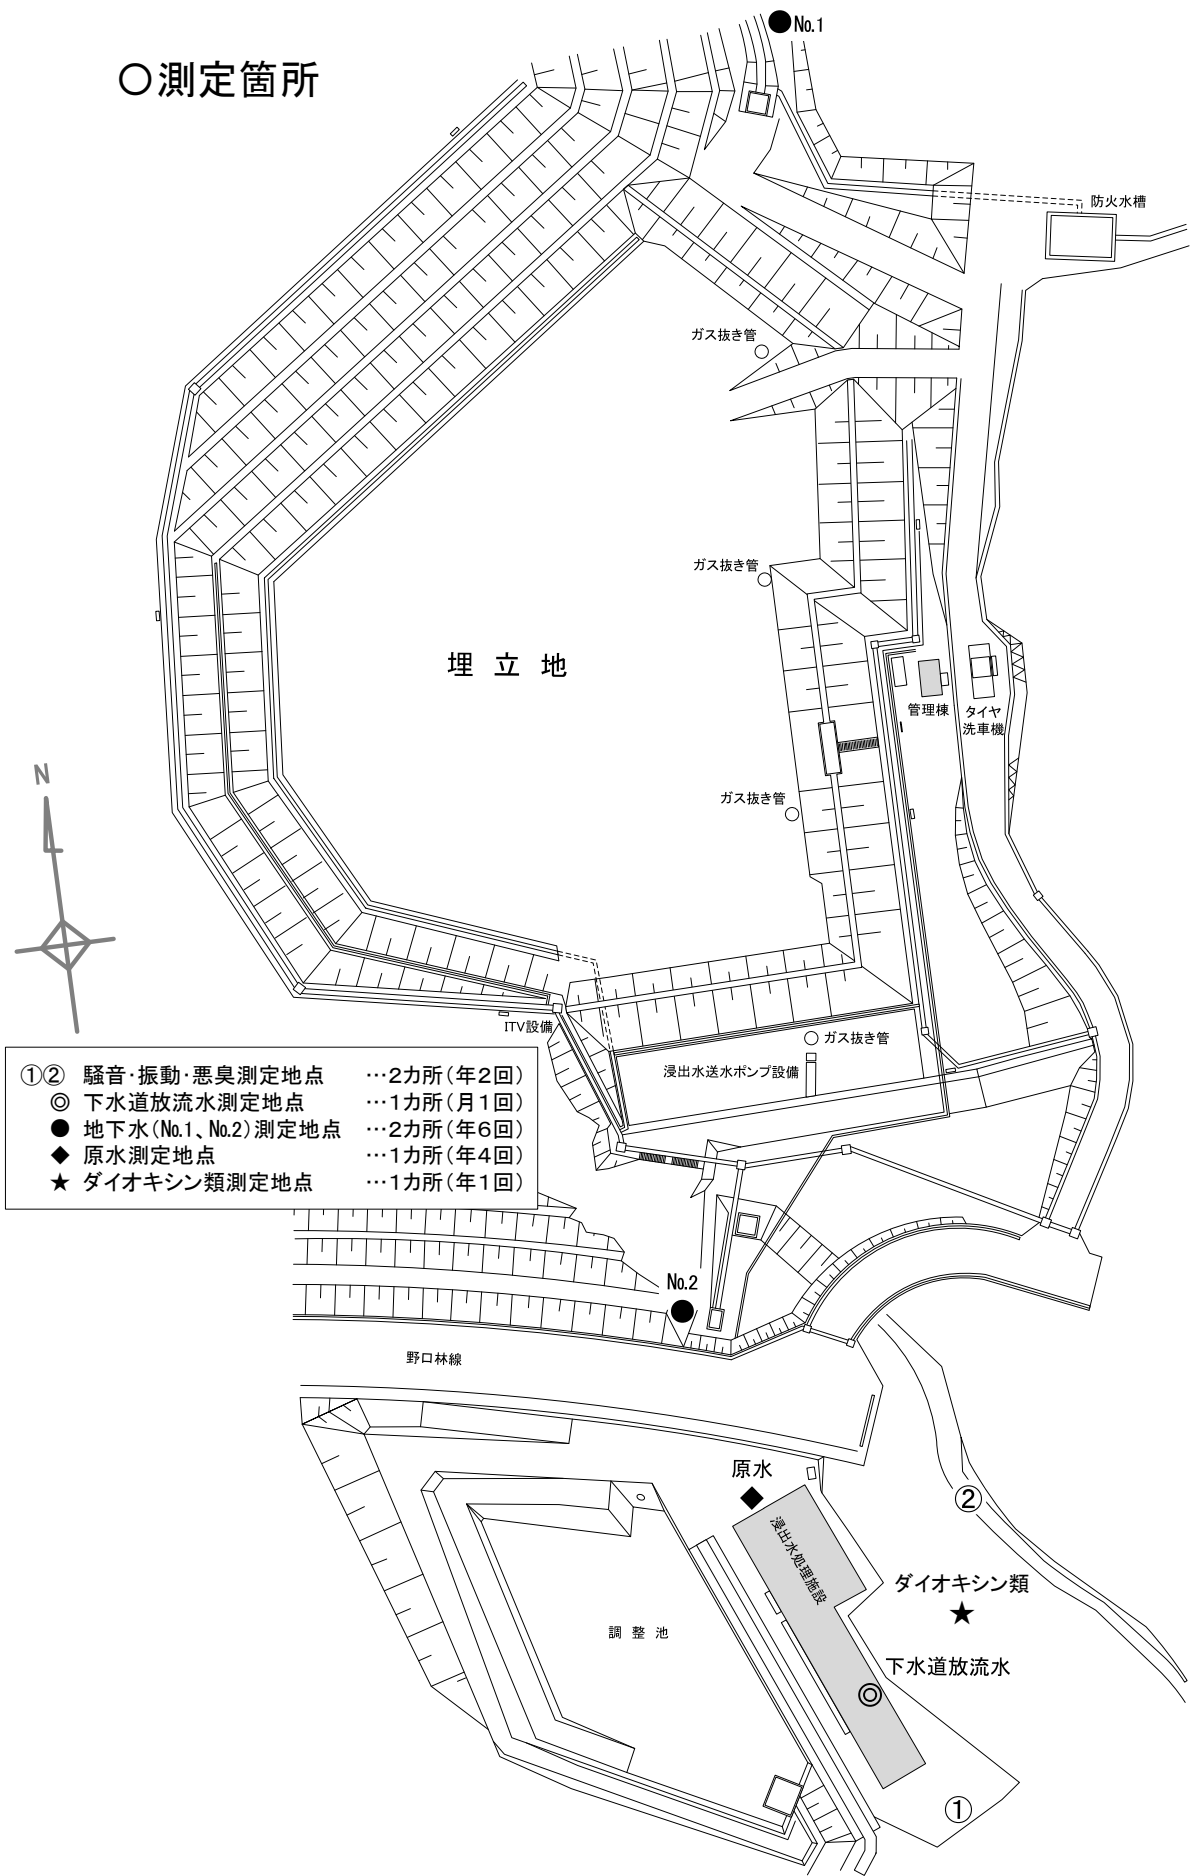 No.1
○測定箇所
防火水槽
ガス抜き管
ガス抜き管
埋立地
管理棟
タイヤ
洗車機
N
ガス抜き管
ITV設備
ガス抜き管
浸出水送水ポンプ設備
①② 騒音・振動・悪臭測定地点 …2カ所(年2回)
◎ 下水道放流水測定地点 …1カ所(月1回)
● 地下水(No.1、No.2)測定地点 …2カ所(年6回)
◆ 原水測定地点 …1カ所(年4回)
★ ダイオキシン類測定地点 …1カ所(年1回)
No.2
野口林線
原水
②
浸出水処理施設
ダイオキシン類
調整池
下水道放流水
①